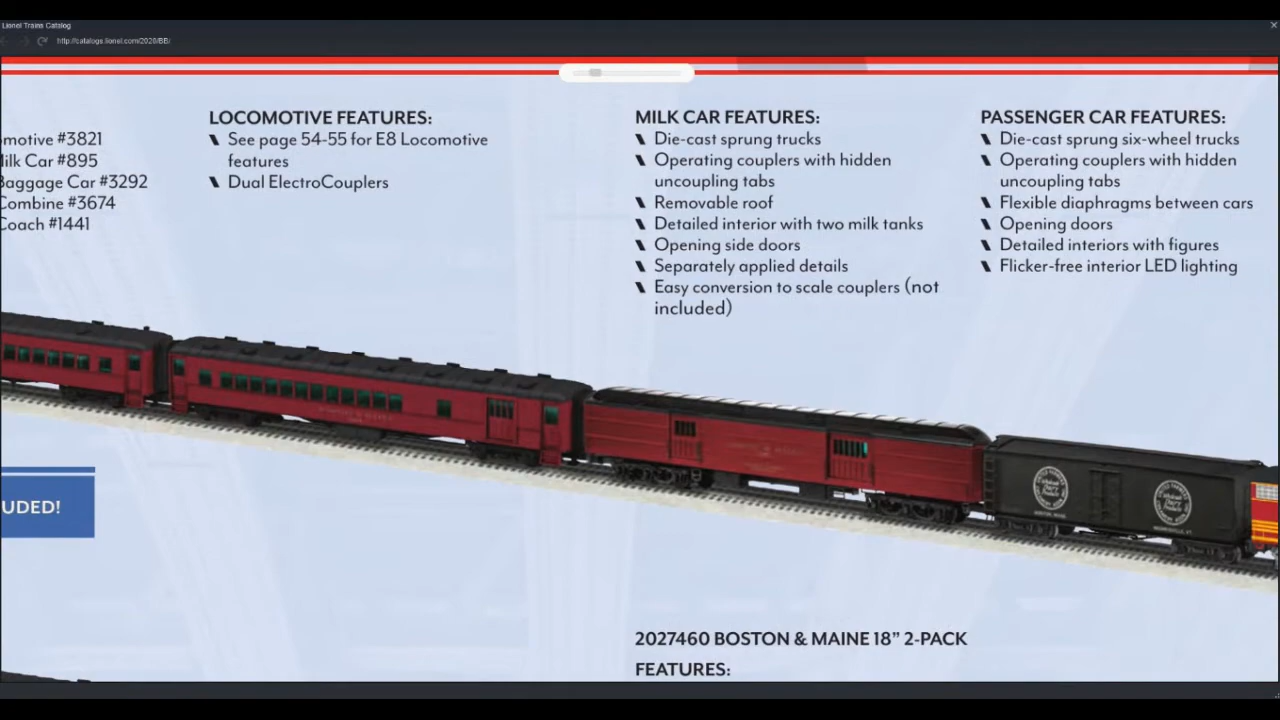 Lionel Trains Catalog
http://catalogs.lionel.com/2020/BB/
omotive #3821
Milk Car #895
Baggage Car #3292
Combine #3674
Coach #1441
LOCOMOTIVE FEATURES:
See page 54-55 for E8 Locomotive
features
Dual ElectroCouplers
MILK CAR FEATURES:
Die-cast sprung trucks
Operating couplers with hidden
uncoupling tabs
Removable roof
Detailed interior with two milk tanks
Opening side doors
Separately applied details
Easy conversion to scale couplers (not
included)
PASSENGER CAR FEATURES:
Die-cast sprung six-wheel trucks
Operating couplers with hidden
uncoupling tabs
Flexible diaphragms between cars
Opening doors
Detailed interiors with figures
Flicker-free interior LED lighting
UDED!
2027460 BOSTON & MAINE 18” 2-PACK
FEATURES: